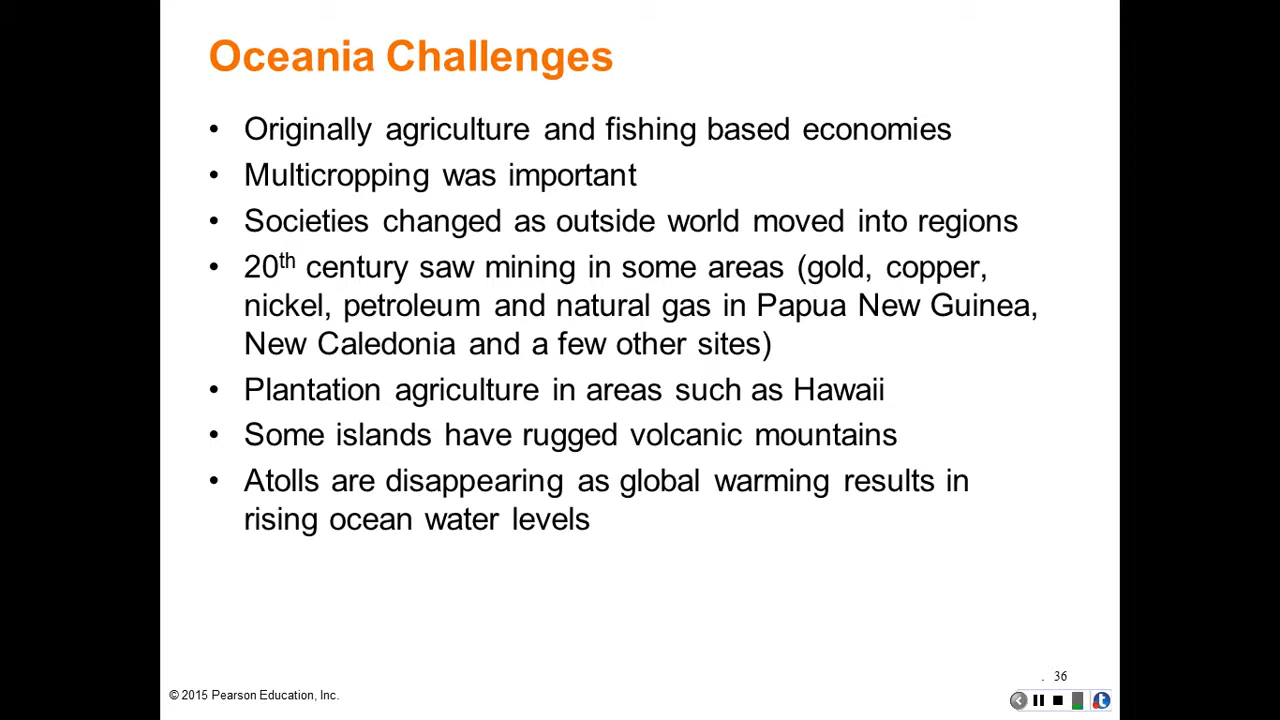 Oceania Challenges
• Originally agriculture and fishing based economies
• Multicropping was important
• Societies changed as outside world moved into regions
• 20th century saw mining in some areas (gold, copper,
nickel, petroleum and natural gas in Papua New Guinea,
New Caledonia and a few other sites)
• Plantation agriculture in areas such as Hawaii
• Some islands have rugged volcanic mountains
• Atolls are disappearing as global warming results in
rising ocean water levels
. 36
© 2015 Pearson Education, Inc.
t